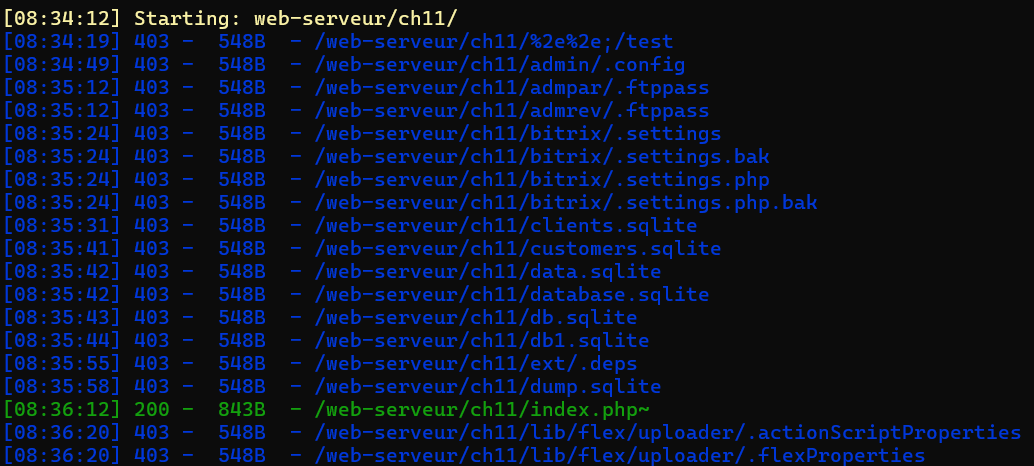 [08:34:12] Starting: web-serveur/ch11/
[08:34:19] 403 -  548B  - /web-serveur/ch11/%2e%2e;/test
[08:34:49] 403 -  548B  - /web-serveur/ch11/admin/.config
[08:35:12] 403 -  548B  - /web-serveur/ch11/admpar/.ftppass
[08:35:12] 403 -  548B  - /web-serveur/ch11/admrev/.ftppass
[08:35:24] 403 -  548B  - /web-serveur/ch11/bitrix/.settings
[08:35:24] 403 -  548B  - /web-serveur/ch11/bitrix/.settings.bak
[08:35:24] 403 -  548B  - /web-serveur/ch11/bitrix/.settings.php
[08:35:24] 403 -  548B  - /web-serveur/ch11/bitrix/.settings.php.bak
[08:35:31] 403 -  548B  - /web-serveur/ch11/clients.sqlite
[08:35:41] 403 -  548B  - /web-serveur/ch11/customers.sqlite
[08:35:42] 403 -  548B  - /web-serveur/ch11/data.sqlite
[08:35:42] 403 -  548B  - /web-serveur/ch11/database.sqlite
[08:35:43] 403 -  548B  - /web-serveur/ch11/db.sqlite
[08:35:44] 403 -  548B  - /web-serveur/ch11/db1.sqlite
[08:35:55] 403 -  548B  - /web-serveur/ch11/ext/.deps
[08:35:58] 403 -  548B  - /web-serveur/ch11/dump.sqlite
[08:36:12] 200 -  843B  - /web-serveur/ch11/index.php~
[08:36:20] 403 -  548B  - /web-serveur/ch11/lib/flex/uploader/.actionScriptProperties
[08:36:20] 403 -  548B  - /web-serveur/ch11/lib/flex/uploader/.flexProperties